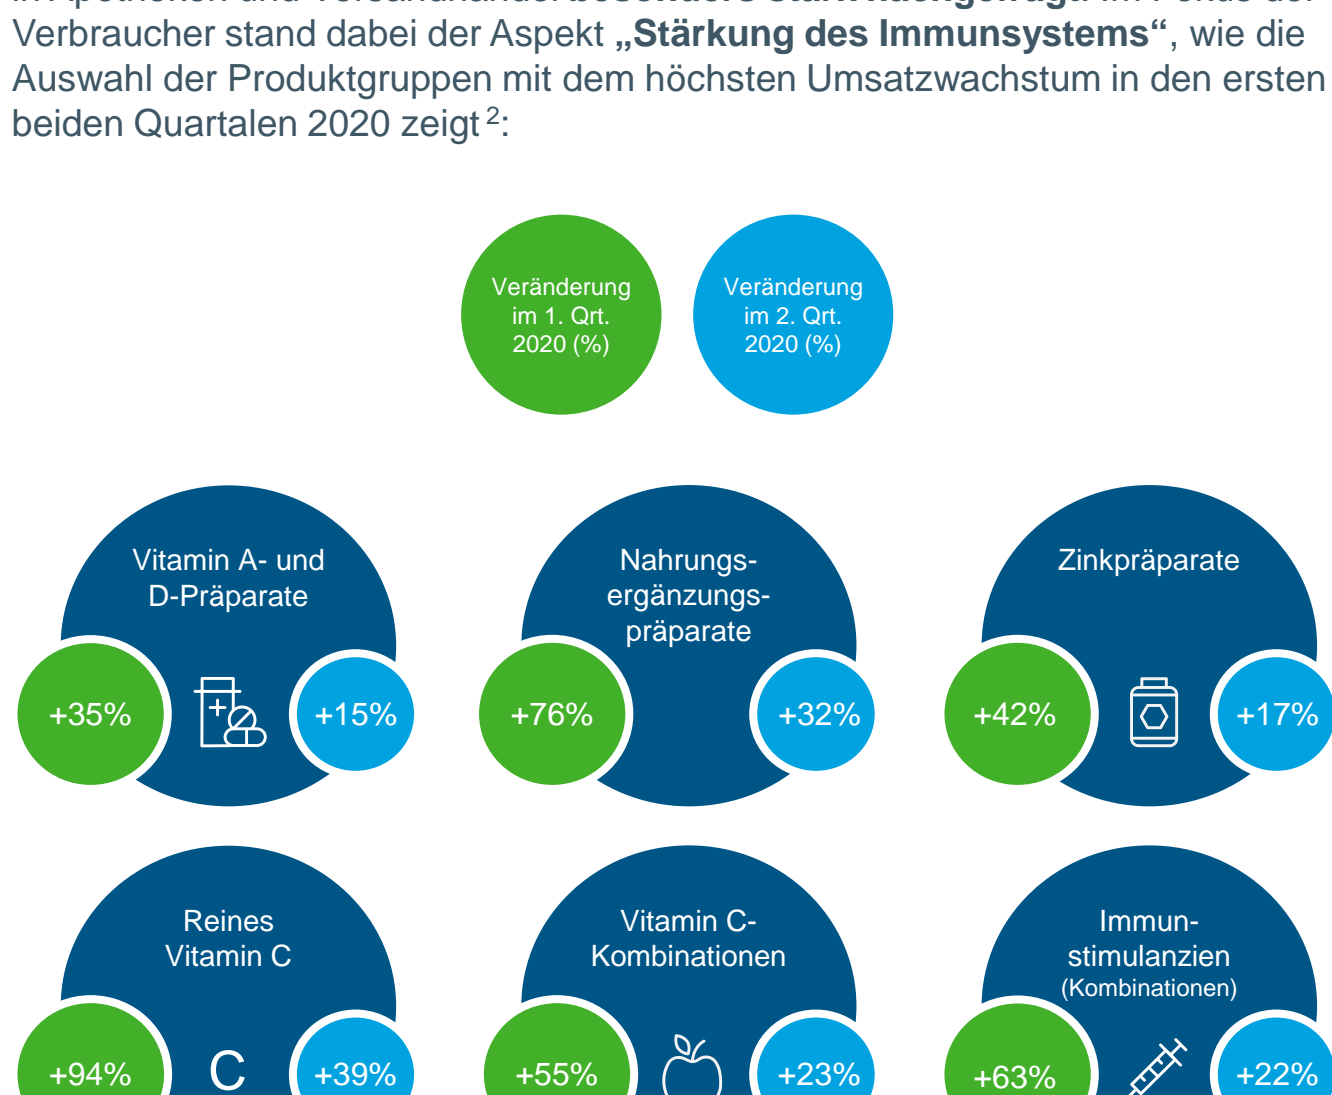 Verbraucher stand dabei der Aspekt „Stärkung des Immunsystems“, wie die
Auswahl der Produktgruppen mit dem höchsten Umsatzwachstum in den ersten
beiden Quartalen 2020 zeigt ²:
Veränderung
im 1. Qrt.
2020 (%)
Veränderung
im 2. Qrt.
2020 (%)
Vitamin A- und
D-Präparate
+35%
+15%
Nahrungs-
ergänzungs-
präparate
+76%
+32%
Zinkpräparate
+42%
+17%
Reines
Vitamin C
+94%
C
+39%
Vitamin C-
Kombinationen
+55%
+23%
Immun-
stimulanzien
(Kombinationen)
+63%
+22%